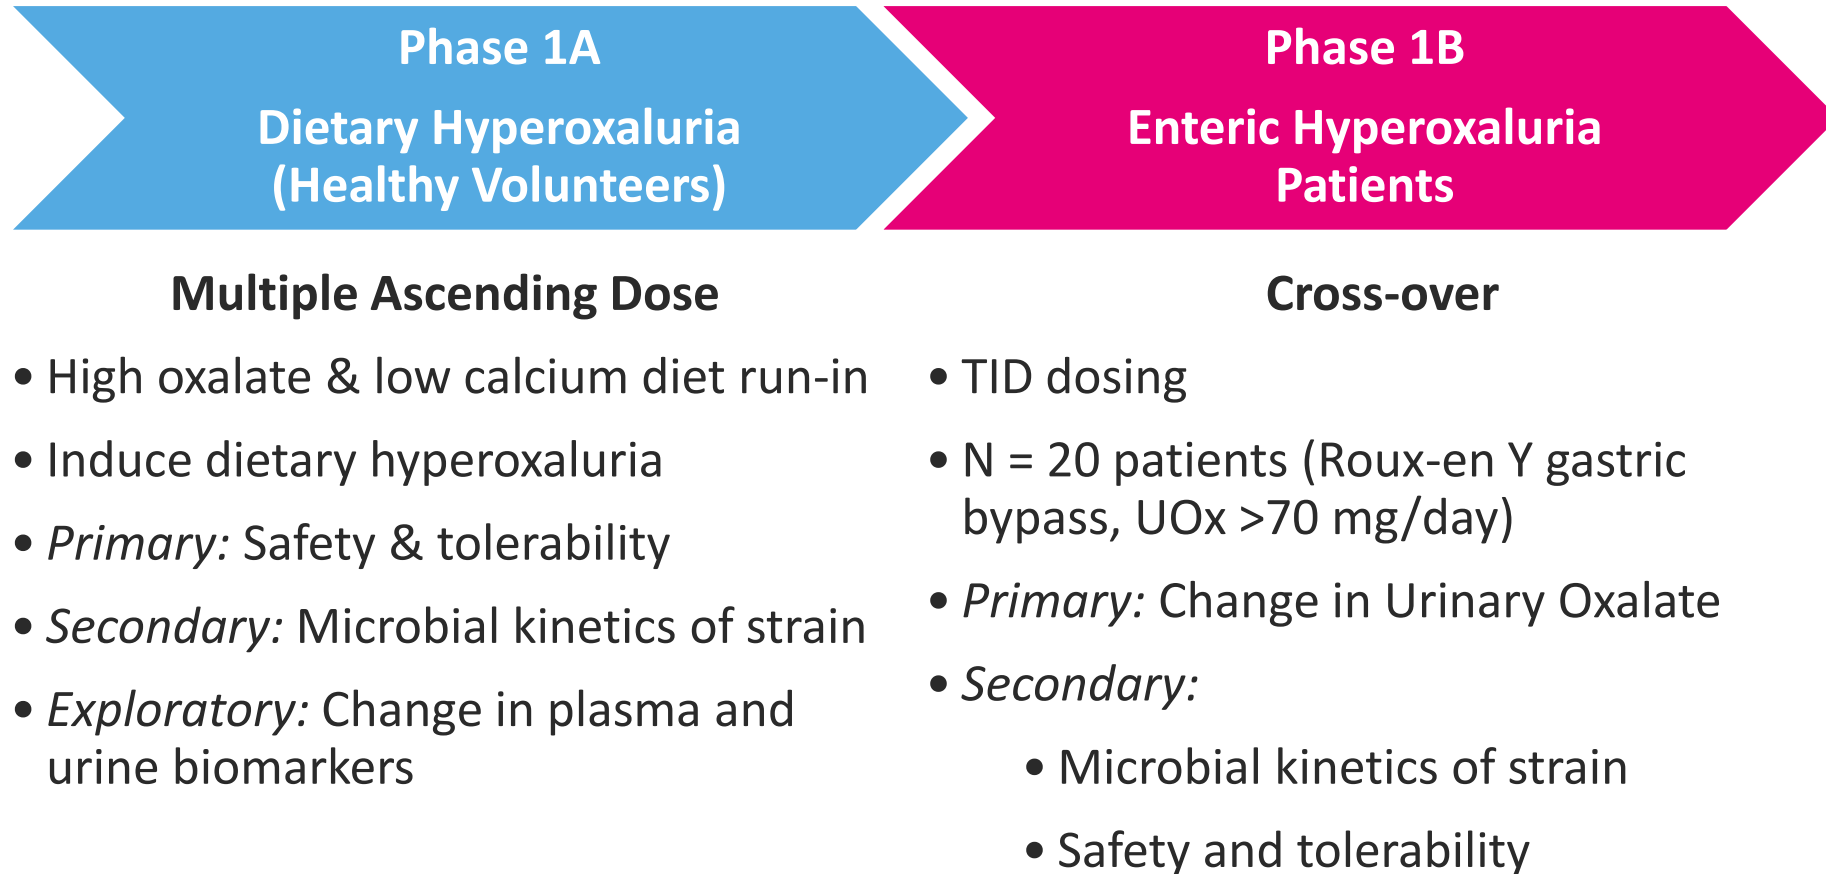 Phase 1A
Dietary Hyperoxaluria
(Healthy Volunteers)
Multiple Ascending Dose
• High oxalate & low calcium diet run-in
• Induce dietary hyperoxaluria
• Primary: Safety & tolerability
• Secondary: Microbial kinetics of strain
• Exploratory: Change in plasma and
urine biomarkers
Phase 1B
Enteric Hyperoxaluria
Patients
Cross-over
• TID dosing
• N = 20 patients (Roux-en Y gastric
bypass, UOx >70 mg/day)
• Primary: Change in Urinary Oxalate
• Secondary:
• Microbial kinetics of strain
• Safety and tolerability